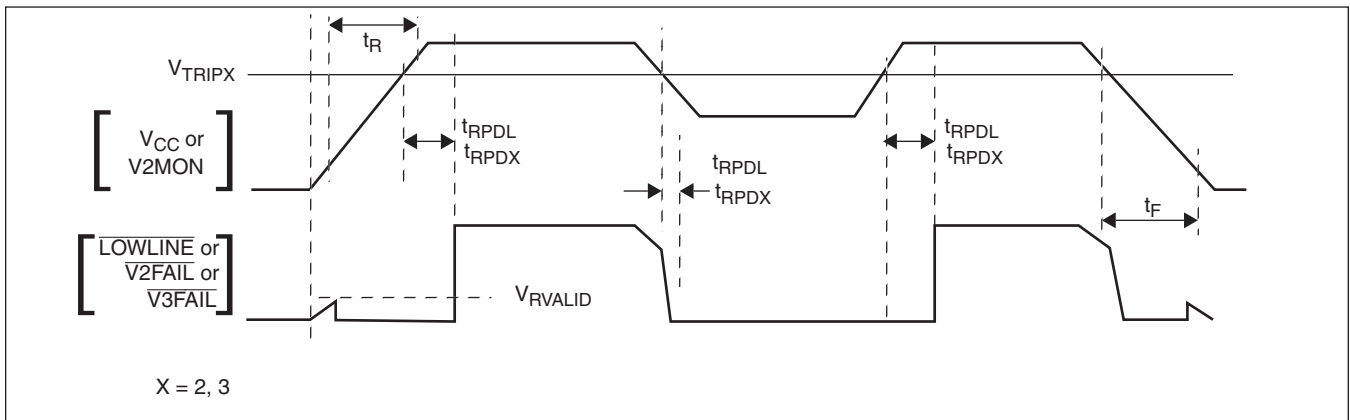 tR
VTRIPX
VCC or
V2MON
tRPDL
tRPDX
tRPDL
tRPDX
tRPDL
tRPDX
tF
LOWLINE or
V2FAIL or
V3FAIL
VRVALID
X = 2, 3